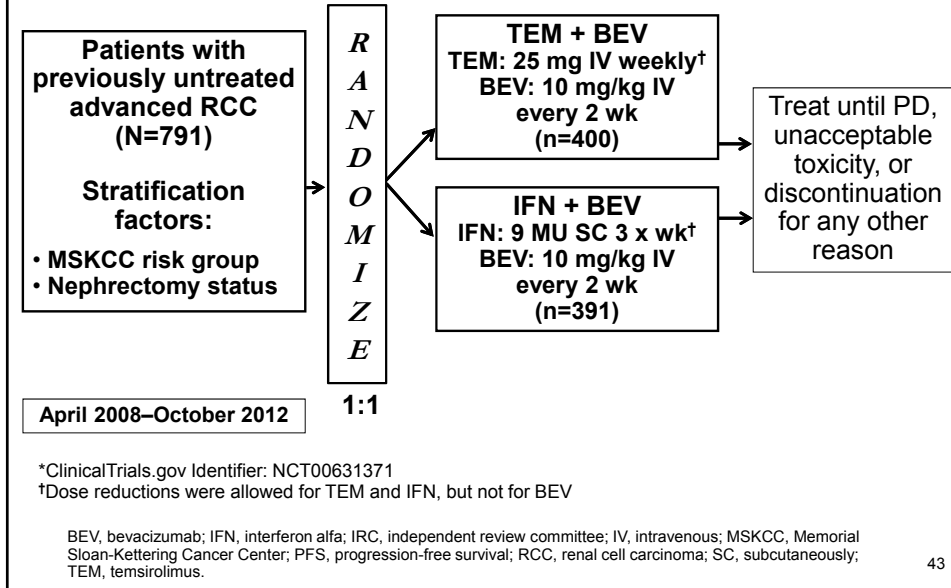 Patients with
previously untreated
advanced RCC
(N=791)
Stratification
factors:
• MSKCC risk group
• Nephrectomy status
April 2008–October 2012
R
A
N
D
O
M
I
Z
E
1:1
TEM + BEV
TEM: 25 mg IV weekly†
BEV: 10 mg/kg IV
every 2 wk
(n=400)
IFN + BEV
IFN: 9 MU SC 3 x wk†
BEV: 10 mg/kg IV
every 2 wk
(n=391)
Treat until PD,
unacceptable
toxicity, or
discontinuation
for any other
reason
*ClinicalTrials.gov Identifier: NCT00631371
†Dose reductions were allowed for TEM and IFN, but not for BEV
BEV, bevacizumab; IFN, interferon alfa; IRC, independent review committee; IV, intravenous; MSKCC, Memorial
Sloan-Kettering Cancer Center; PFS, progression-free survival; RCC, renal cell carcinoma; SC, subcutaneously;
TEM, temsirolimus.
43